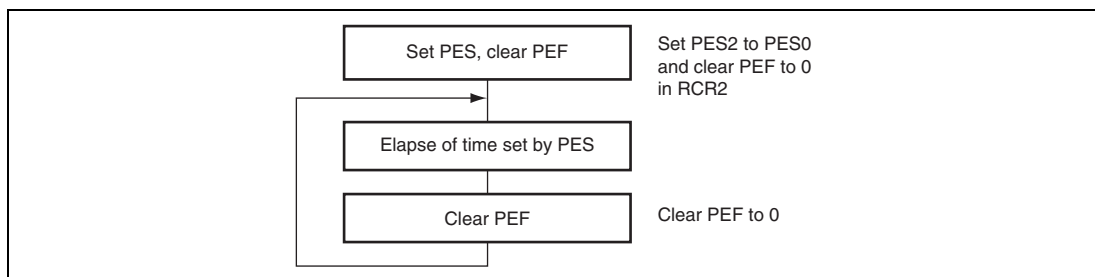 Set PES, clear PEF
Set PES2 to PES0
and clear PEF to 0
in RCR2
Elapse of time set by PES
Clear PEF
Clear PEF to 0